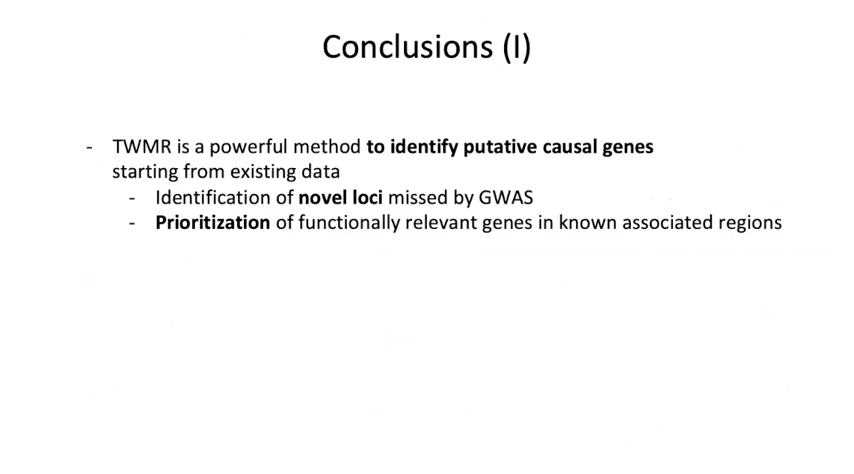 Conclusions (I)
- TWMR is a powerful method to identify putative causal genes
starting from existing data
- Identification of novel loci missed by GWAS
- Prioritization of functionally relevant genes in known associated regions